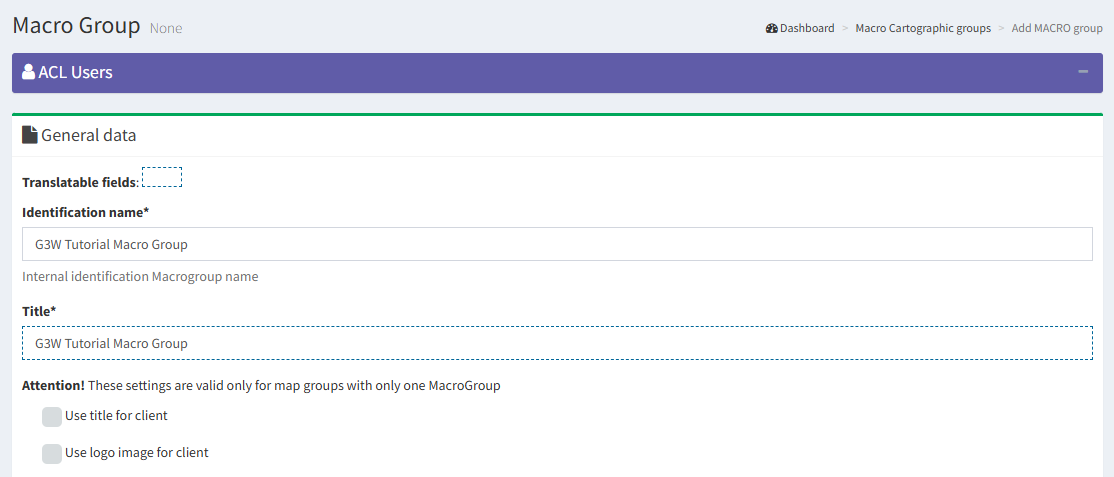 Macro Group None
Dashboard > Macro Cartographic groups > Add MACRO group
ACL Users
General data
Translatable fields:
Identification name*
G3W Tutorial Macro Group
Internal identification Macrogroup name
Title*
G3W Tutorial Macro Group
Attention! These settings are valid only for map groups with only one MacroGroup
Use title for client
Use logo image for client